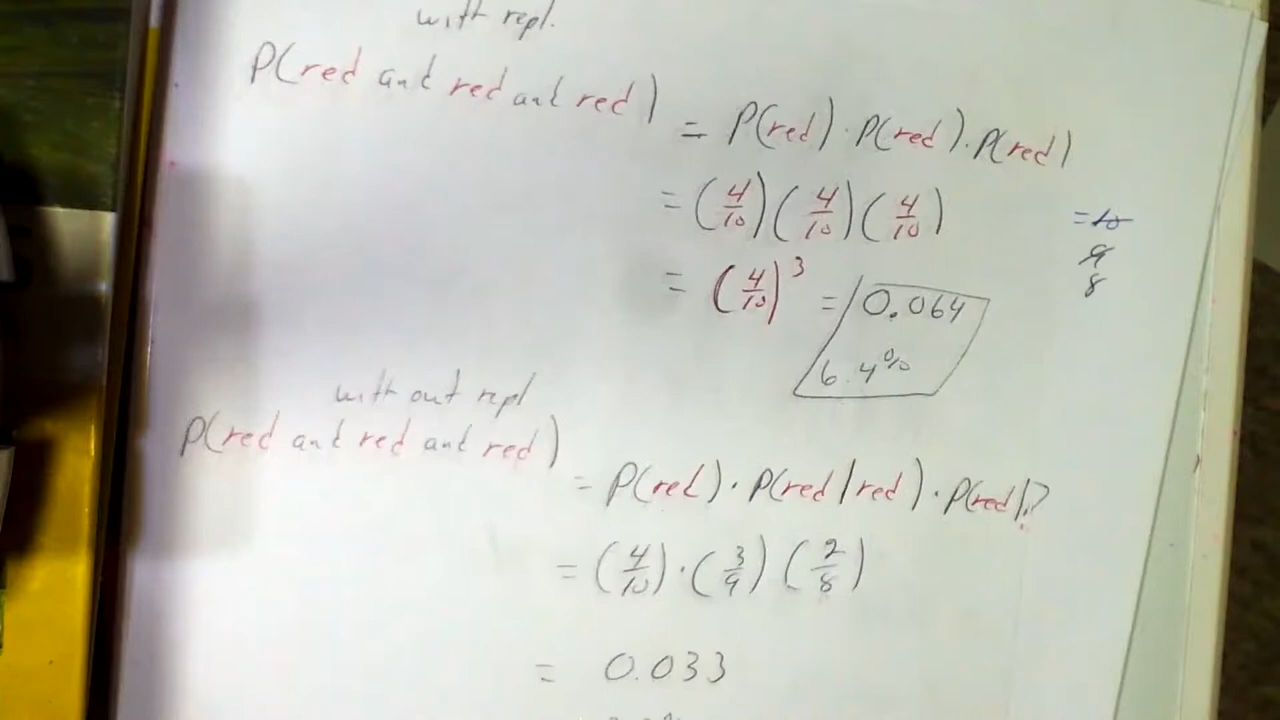 with repl.
P(red and red and red) = P(red) · P(red) · P(red)
= (4/10) (4/10) (4/10)
= (4/10)³ = 0.064
6.4%
= 10
9
8
without repl
P(red and red and red) = P(red) · P(red|red) · P(red|?
= (4/10) · (3/9) (2/8)
= 0.033